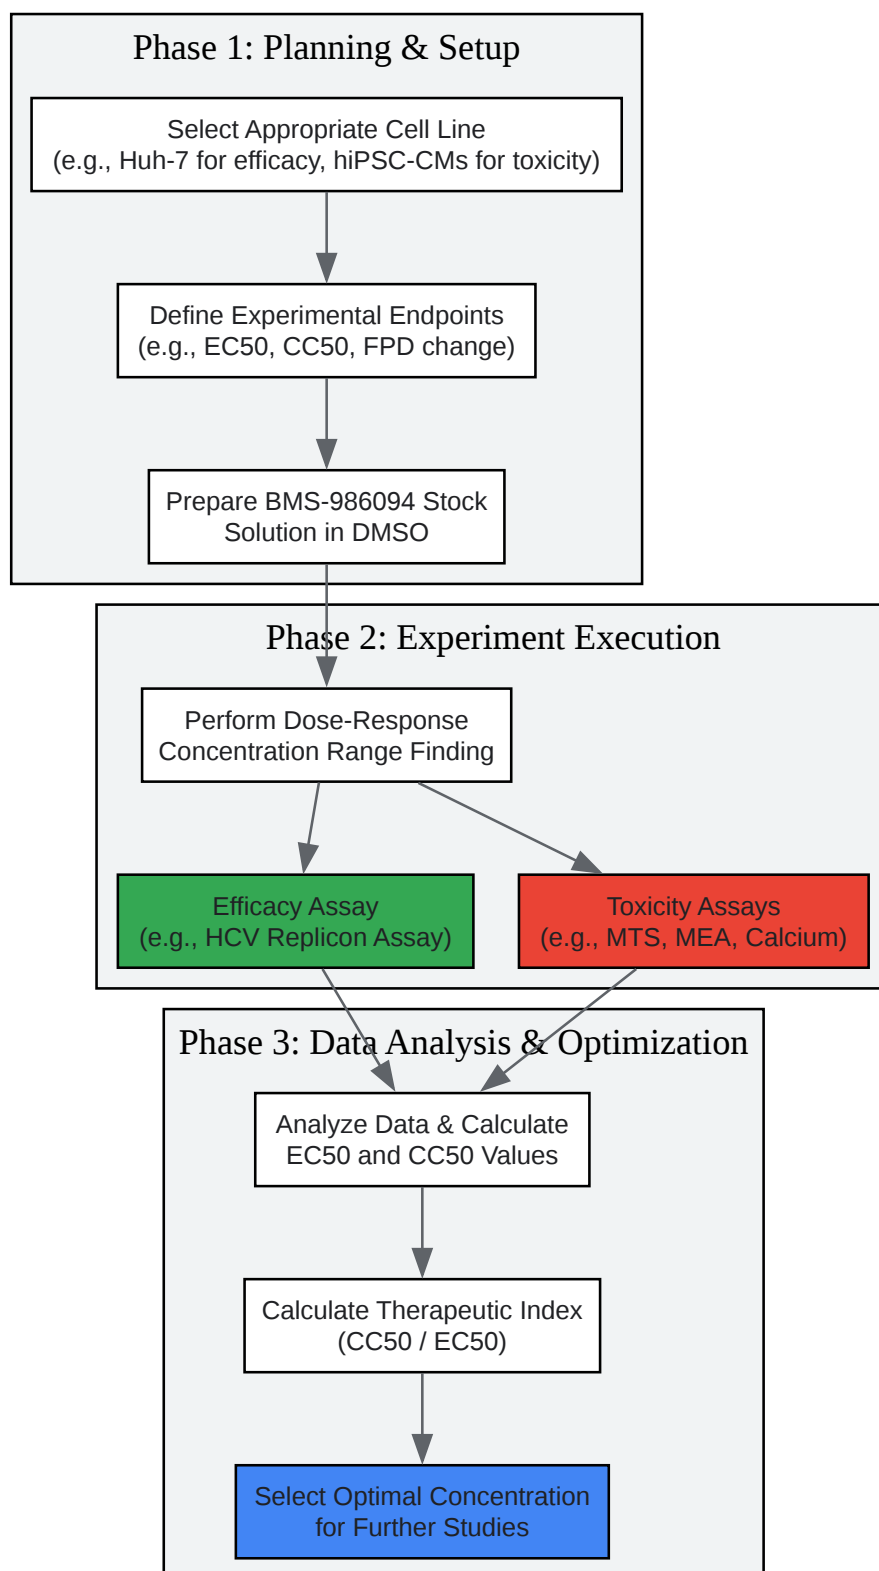 Phase 1: Planning & Setup
Select Appropriate Cell Line
(e.g., Huh-7 for efficacy, hiPSC-CMs for toxicity)
Define Experimental Endpoints
(e.g., EC50, CC50, FPD change)
Prepare BMS-986094 Stock
Solution in DMSO
Phase 2: Experiment Execution
Perform Dose-Response
Concentration Range Finding
Efficacy Assay
(e.g., HCV Replicon Assay)
Toxicity Assays
(e.g., MTS, MEA, Calcium)
Phase 3: Data Analysis & Optimization
Analyze Data & Calculate
EC50 and CC50 Values
Calculate Therapeutic Index
(CC50 / EC50)
Select Optimal Concentration
for Further Studies